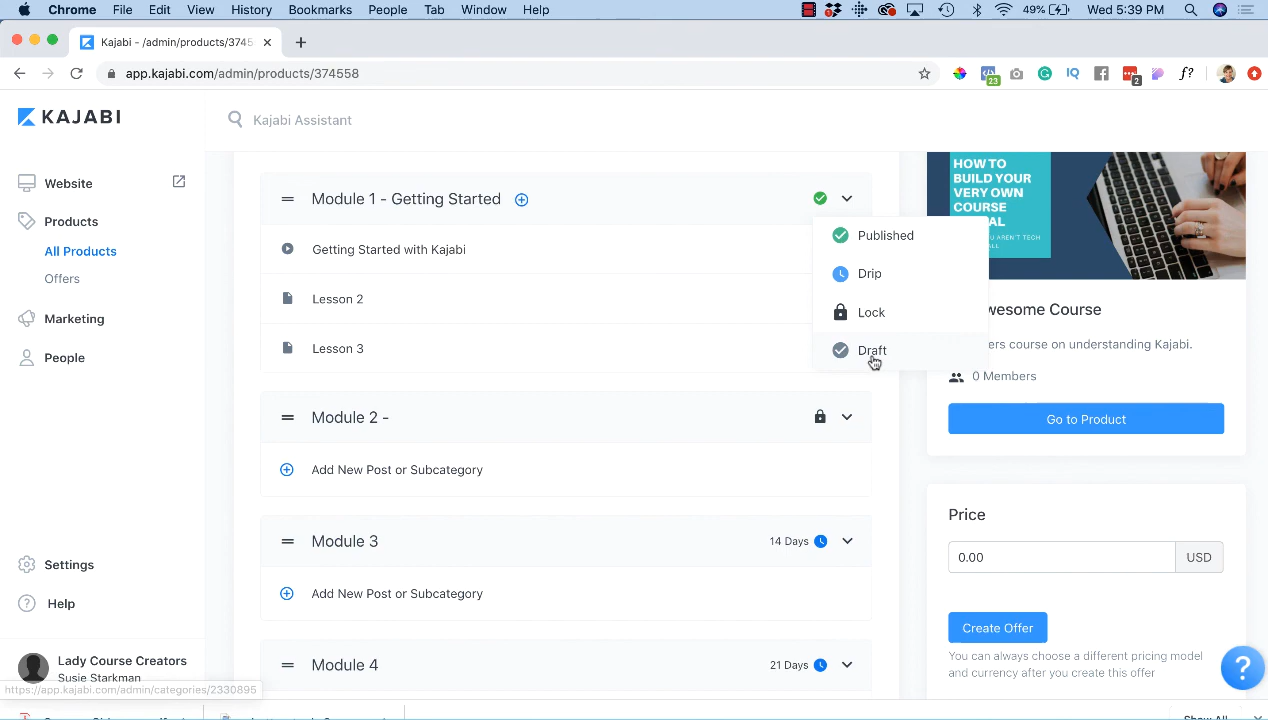 Chrome File Edit View History Bookmarks People Tab Window Help 49% Wed 5:39 PM
Kajabi - /admin/products/3745
app.kajabi.com/admin/products/374558
23
IQ
2
f?
KAJABI
Kajabi Assistant
Website
Products
All Products
Offers
Marketing
People
Settings
Help
Lady Course Creators
Susie Starkman
https://app.kajabi.com/admin/categories/2330895
Module 1 - Getting Started
Getting Started with Kajabi
Lesson 2
Lesson 3
Published
Drip
Lock
Draft
Module 2 -
Add New Post or Subcategory
Module 3
14 Days
Add New Post or Subcategory
Module 4
21 Days
HOW TO
BUILD YOUR
VERY OWN
COURSE
AL
U AREN'T TECH
ALL
wesome Course
ers course on understanding Kajabi.
0 Members
Go to Product
Price
0.00
USD
Create Offer
You can always choose a different pricing model
and currency after you create this offer
?
Show All